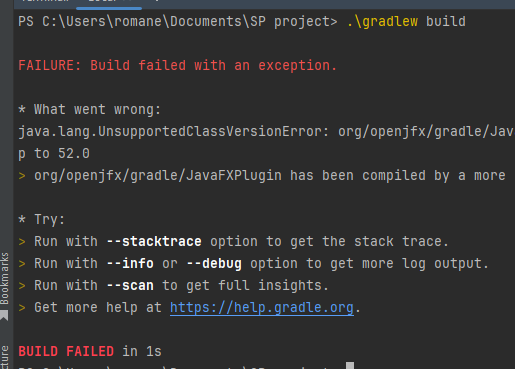 PS C:\Users\romane\Documents\SP project> .\gradlew build
FAILURE: Build failed with an exception.
* What went wrong:
java.lang.UnsupportedClassVersionError: org/openjfx/gradle/Jav
p to 52.0
> org/openjfx/gradle/JavaFXPlugin has been compiled by a more
* Try:
> Run with --stacktrace option to get the stack trace.
> Run with --info or --debug option to get more log output.
> Run with --scan to get full insights.
> Get more help at https://help.gradle.org.
BUILD FAILED in 1s
Bookmarks